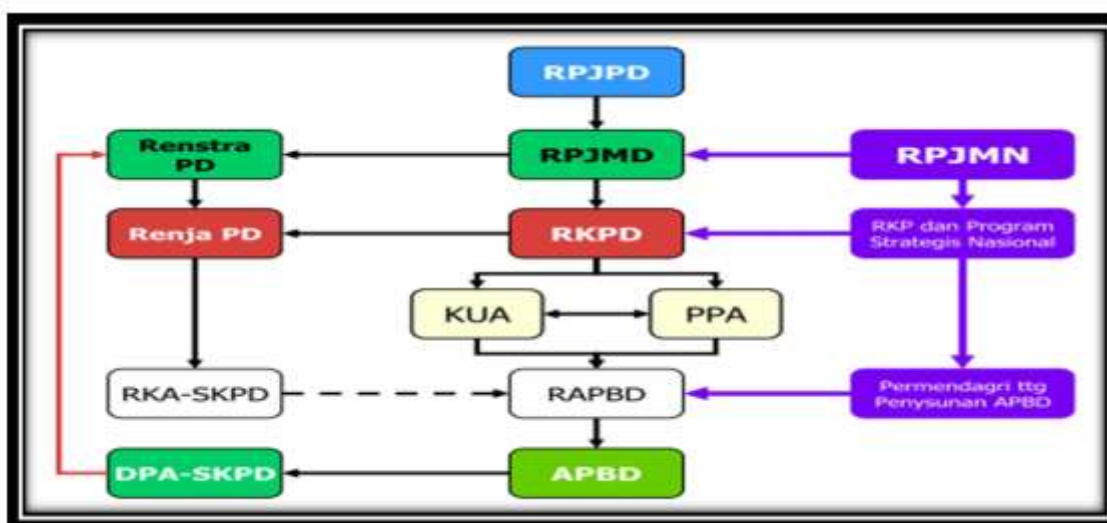 RPJPD
Renstra
PD
RPJMD
RPJMN
Renja PD
RKPD
RKP dan Program
Strategis Nasional
KUA
PPA
RKA-SKPD
RAPBD
Permendagri ttg
Penysunan APBD
DPA-SKPD
APBD